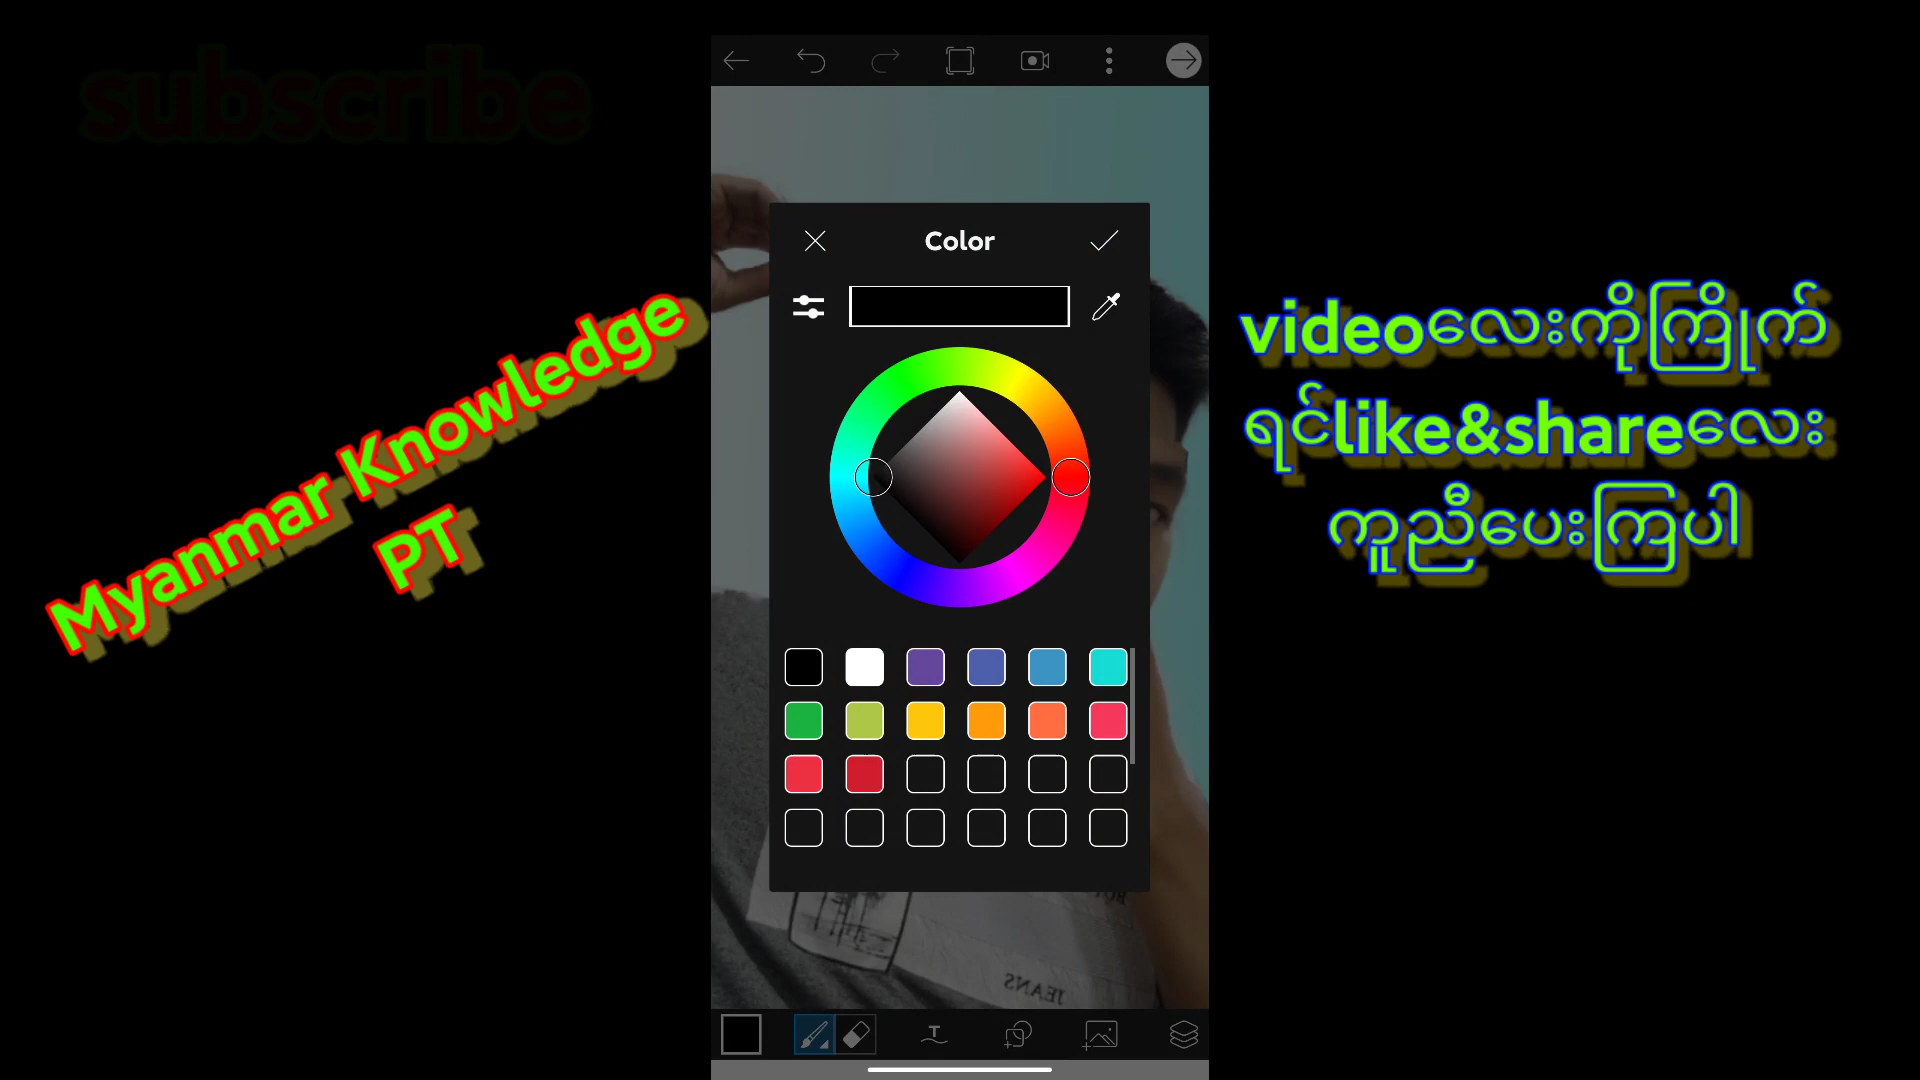 subscribe
Color
Myanmar Knowledge
PT
videoလေးကိုကြိုက်
ရင်like&shareလေး
ကူညီပေးကြပါ
JEANS